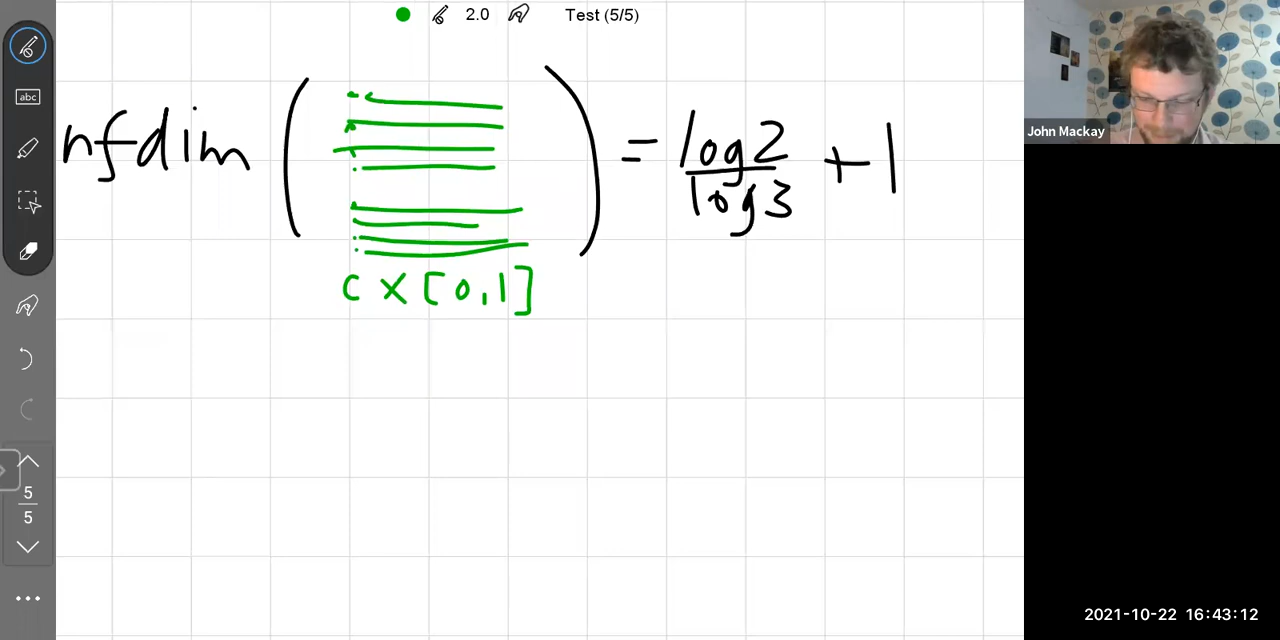 2.0 Test (5/5)
abc
nfdim ( ) = log2/log3 + 1
C × [0,1]
5
5
John Mackay
2021-10-22 16:43:12